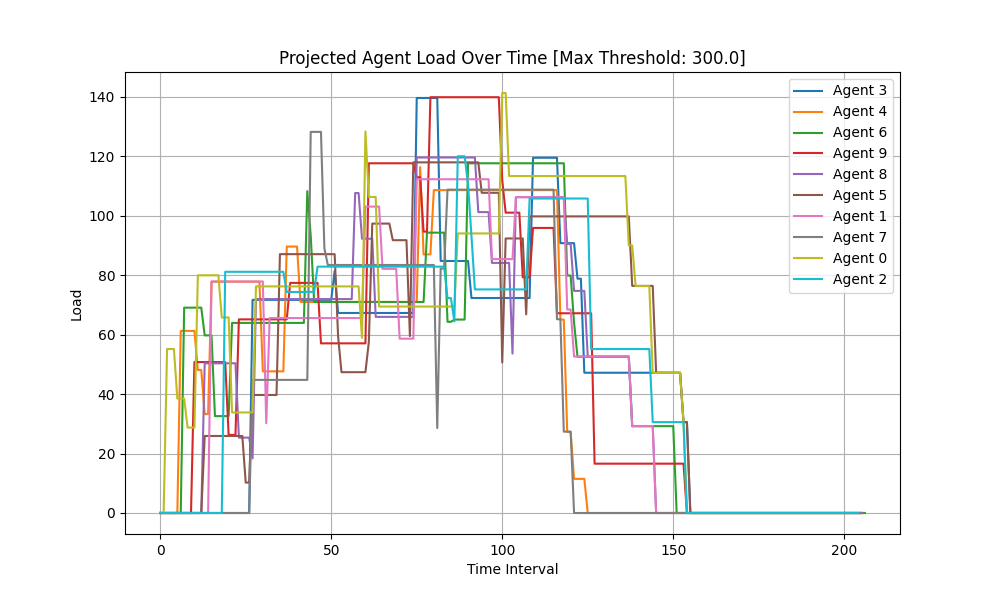 Projected Agent Load Over Time [Max Threshold: 300.0]
Load
140
120
100
80
60
40
20
0
0 50 100 150 200
Time Interval
Agent 3
Agent 4
Agent 6
Agent 9
Agent 8
Agent 5
Agent 1
Agent 7
Agent 0
Agent 2